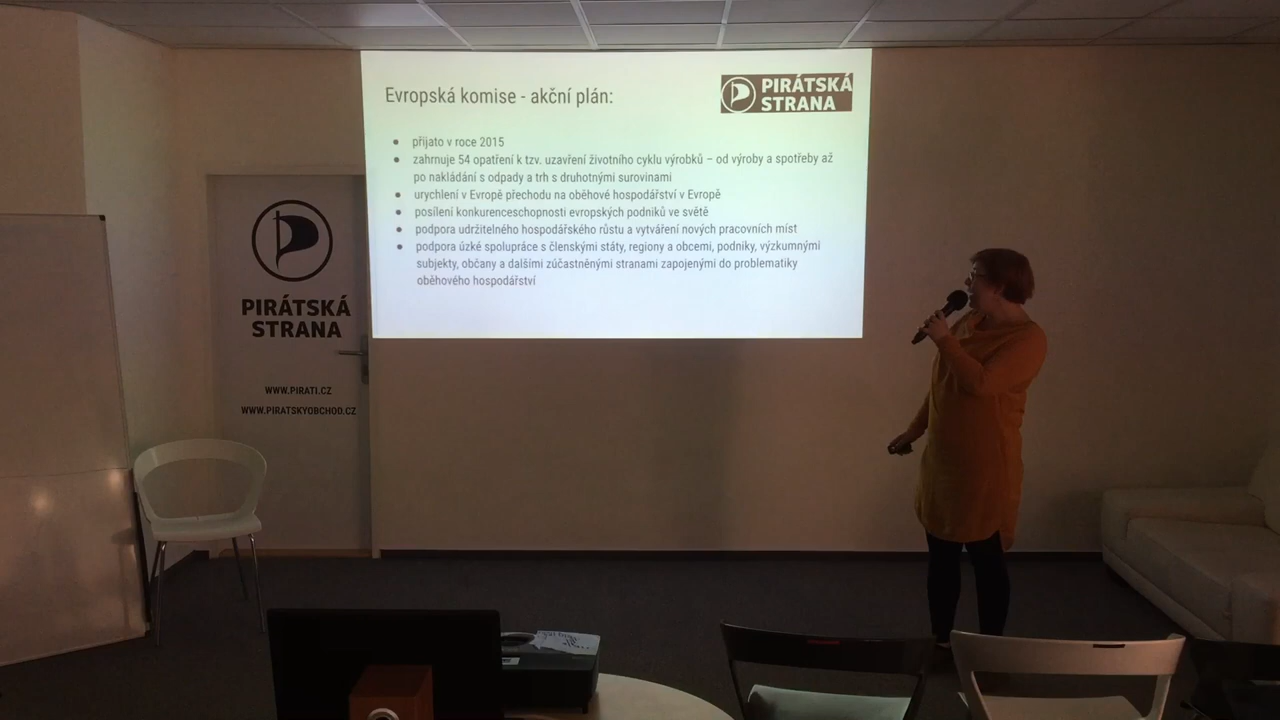 Evropská komise - akční plán:
PIRÁTSKÁ
STRANA
● přijato v roce 2015
● zahrnuje 54 opatření k tzv. uzavření životního cyklu výrobků – od výroby a spotřeby až
po nakládání s odpady a trh s druhotnými surovinami
● urychlení v Evropě přechodu na oběhové hospodářství v Evropě
● posílení konkurenceschopnosti evropských podniků ve světě
● podpora udržitelného hospodářského růstu a vytváření nových pracovních míst
● podpora úzké spolupráce s členskými státy, regiony a obcemi, podniky, výzkumnými
subjekty, občany a dalšími zúčastněnými stranami zapojenými do problematiky
oběhového hospodářství
PIRÁTSKÁ
STRANA
WWW.PIRATI.CZ
WWW.PIRATSKYOBCHOD.CZ